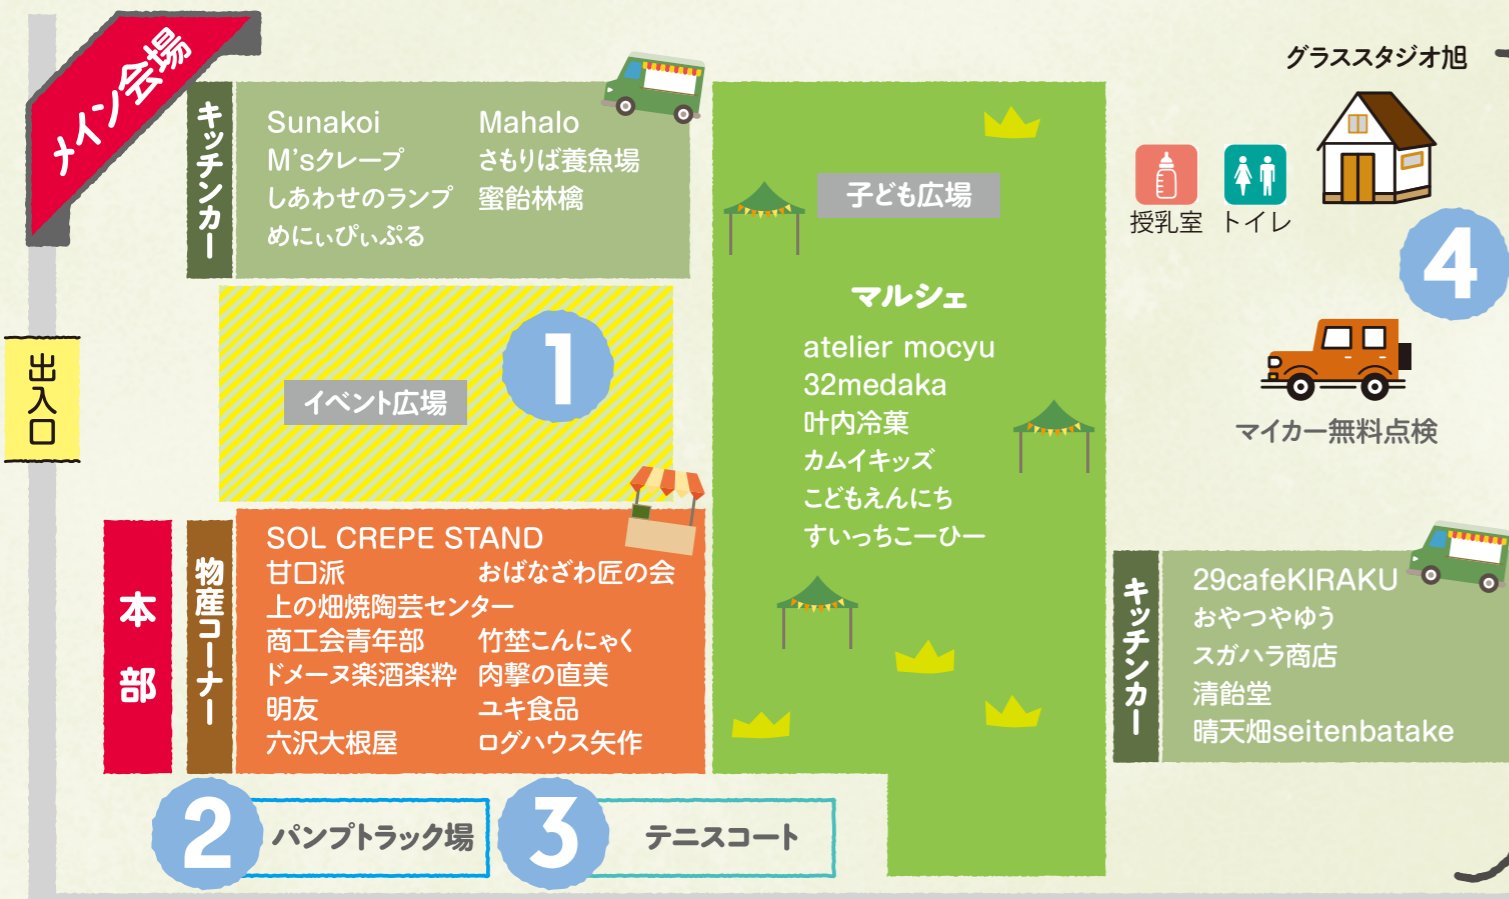 メイン会場
キッチンカー
Sunakoi
Mahalo
M'sクレープ
さもりば養魚場
しあわせのランプ
蜜飴林檎
めにぃぴぃぷる
出入口
イベント広場
1
本部
物産コーナー
SOL CREPE STAND
甘口派
おばなざわ匠の会
上の畑焼陶芸センター
商工会青年部
竹埜こんにゃく
ドメーヌ楽酒楽粋
肉撃の直美
明友
ユキ食品
六沢大根屋
ログハウス矢作
2
パンプトラック場
3
テニスコート
子ども広場
マルシェ
atelier mocyu
32medaka
叶内冷菓
カムイキッズ
こどもえんにち
すいっちこーひー
グラススタジオ旭
授乳室
トイレ
4
マイカー無料点検
キッチンカー
29cafeKIRAKU
おやつやゆう
スガハラ商店
清飴堂
晴天畑seitenbatake